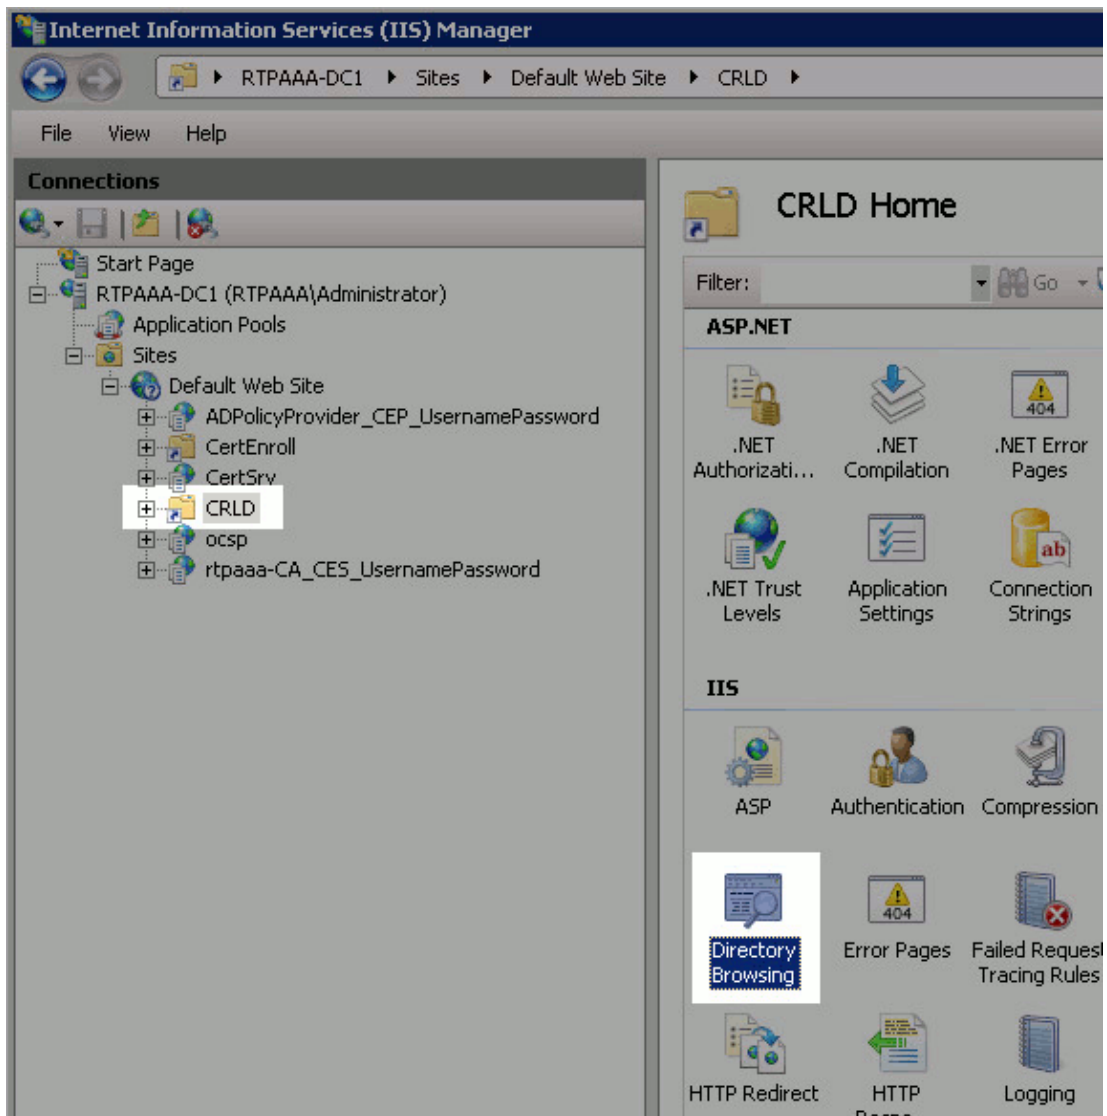 Internet Information Services (IIS) Manager
RTPAAA-DC1 Sites Default Web Site CRLD
File View Help
Connections
Start Page
RTPAAA-DC1 (RTPAAA\Administrator)
Application Pools
Sites
Default Web Site
ADPolicyProvider_CEP_UsernamePassword
CertEnroll
CertSrv
CRLD
ocsp
rtpaaa-CA_CES_UsernamePassword
CRLD Home
Filter: Go
ASP.NET
404
.NET .NET .NET Error
Authorizati... Compilation Pages
ab
.NET Trust Application Connection
Levels Settings Strings
IIS
ASP Authentication Compression
404
Directory Error Pages Failed Request
Browsing Tracing Rules
HTTP Redirect HTTP Logging